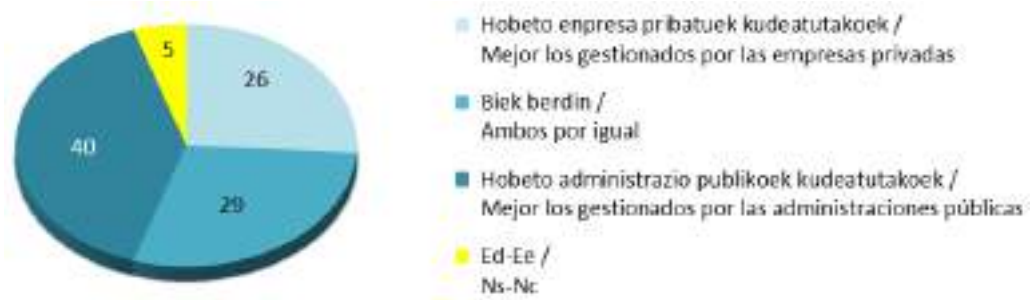 5
26
40
29
Hobeto enpresa pribatuek kudeatutakoek /
Mejor los gestionados por las empresas privadas
Biek berdin /
Ambos por igual
Hobeto administrazio publikoek kudeatutakoek /
Mejor los gestionados por las administraciones públicas
Ed-Ee /
Ns-Nc